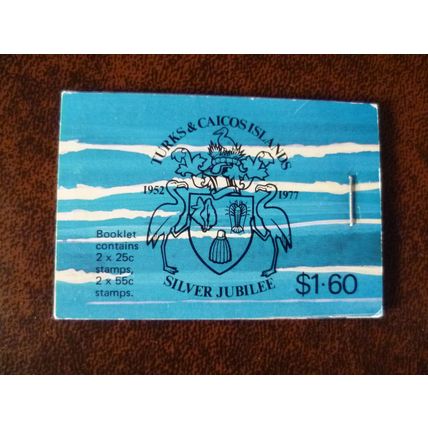 TURKS & CAICOS ISLANDS
1952
1977
Booklet
contains
2 x 25c
stamps,
2 x 55c
stamps.
SILVER JUBILEE
$1·60